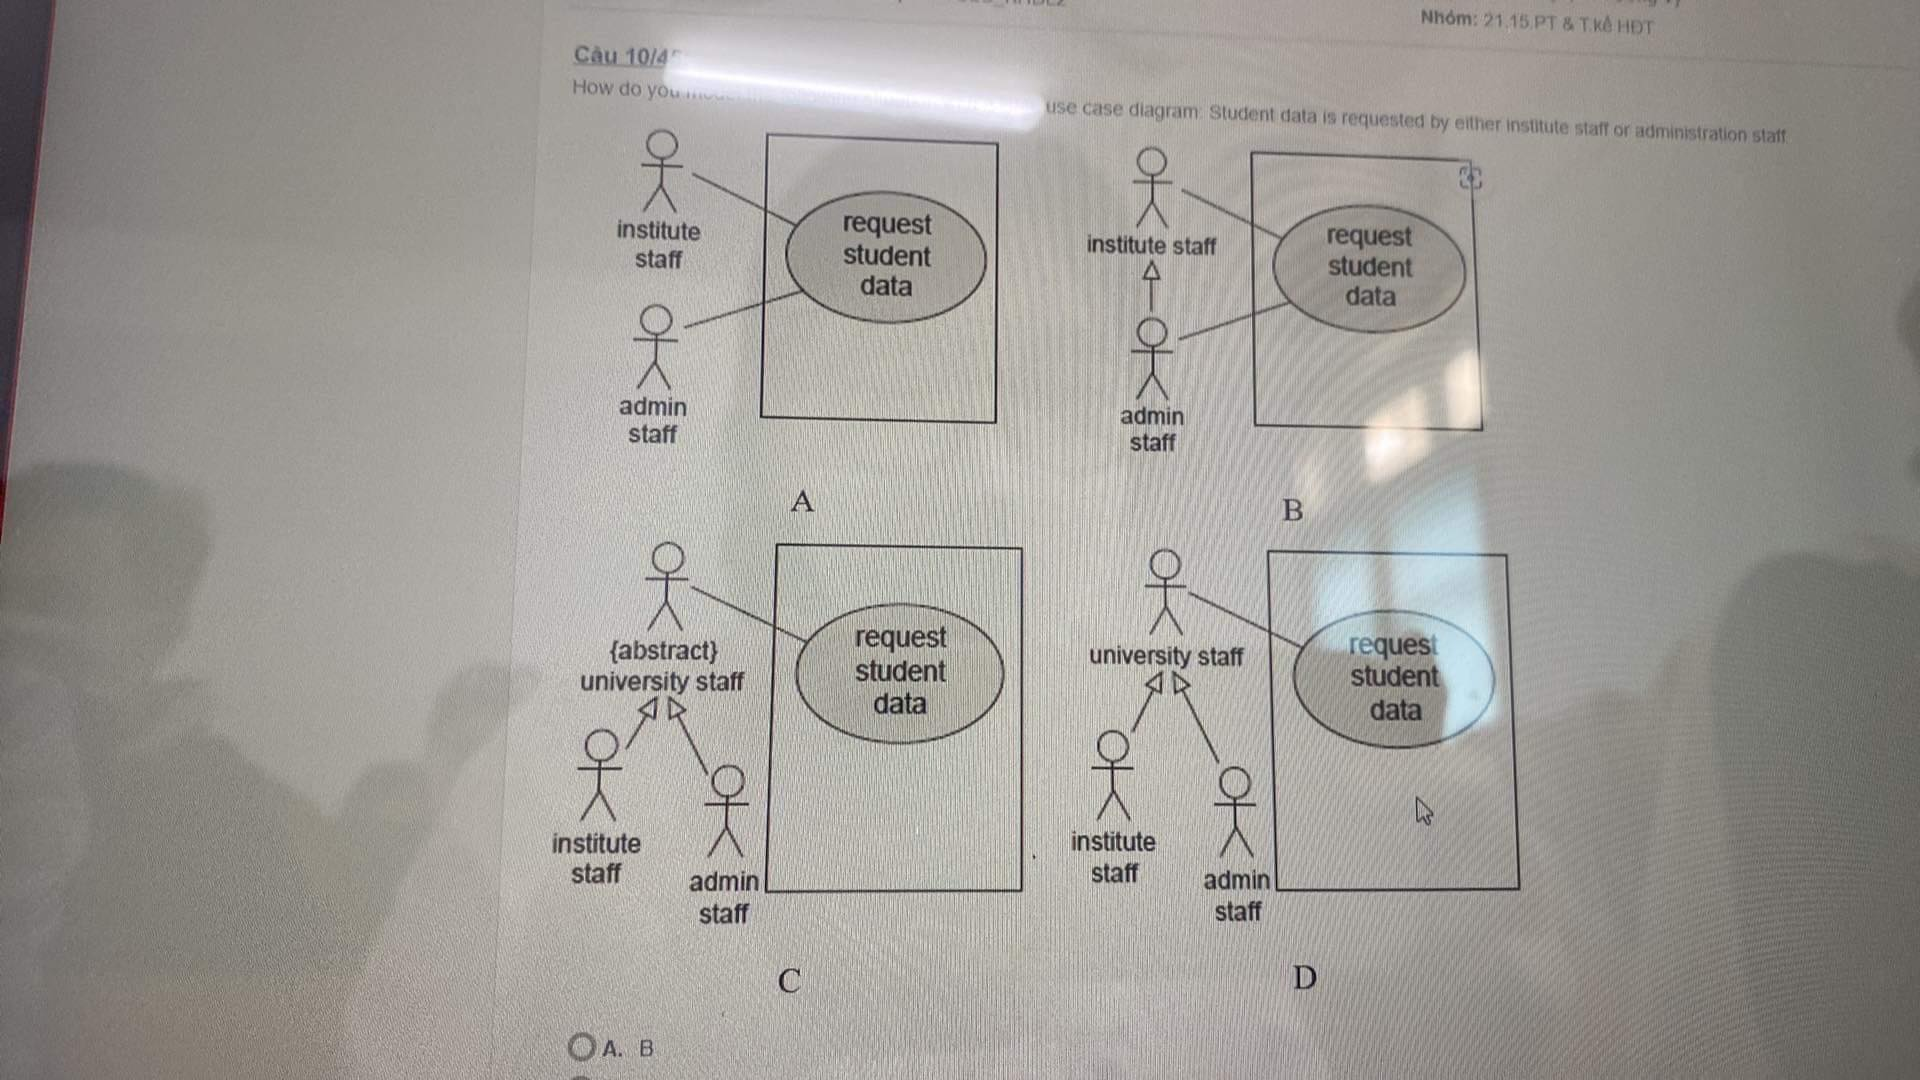 Nhóm: 21.15.PT & T.kê HĐT
Câu 10/4
How do you
use case diagram: Student data is requested by either institute staff or administration staff
institute
staff
request
student
data
admin
staff
A
institute staff
request
student
data
admin
staff
B
{abstract}
university staff
request
student
data
institute
staff
admin
staff
C
university staff
request
student
data
institute
staff
admin
staff
D
A. B